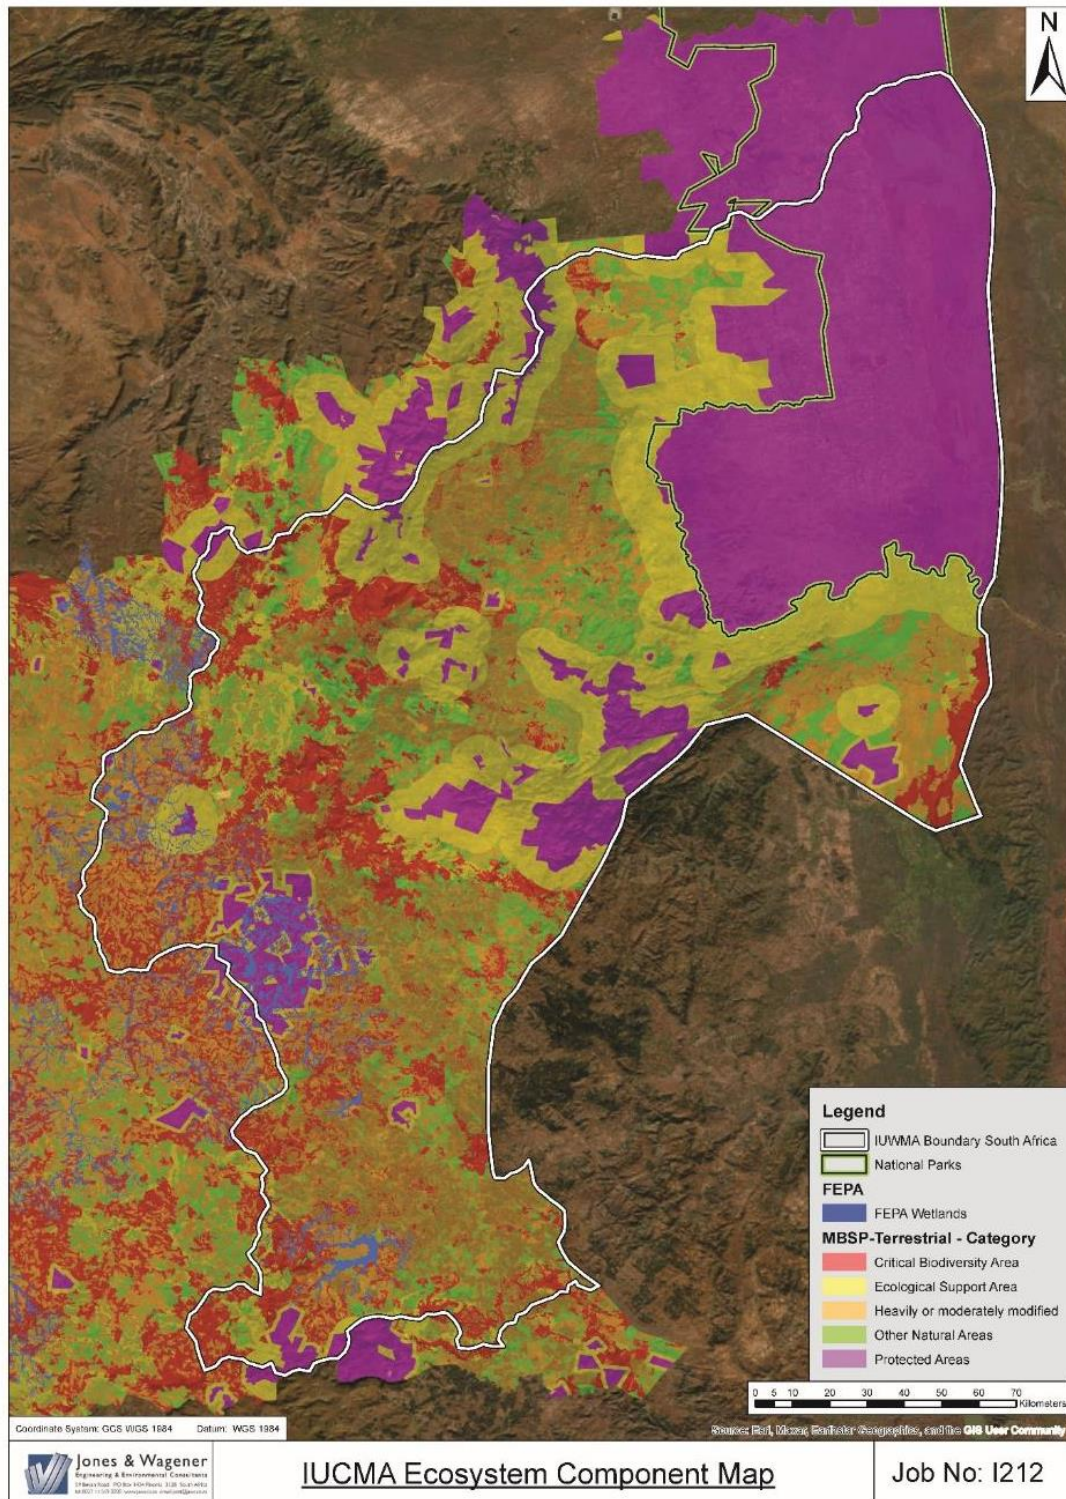 N
Legend
IUWMA Boundary South Africa
National Parks
FEPA
FEPA Wetlands
MBSP-Terrestrial - Category
Critical Biodiversity Area
Ecological Support Area
Heavily or moderately modified
Other Natural Areas
Protected Areas
0 5 10 20 30 40 50 60 70
Kilometers
Coordinate System: GCS WGS 1984 Datum: WGS 1984
Source: Esri, Maxar, Earthstar Geographics, and the GIS User Community
Jones & Wagener
Engineering & Environmental Consultants
IUCMA Ecosystem Component Map
Job No: I212